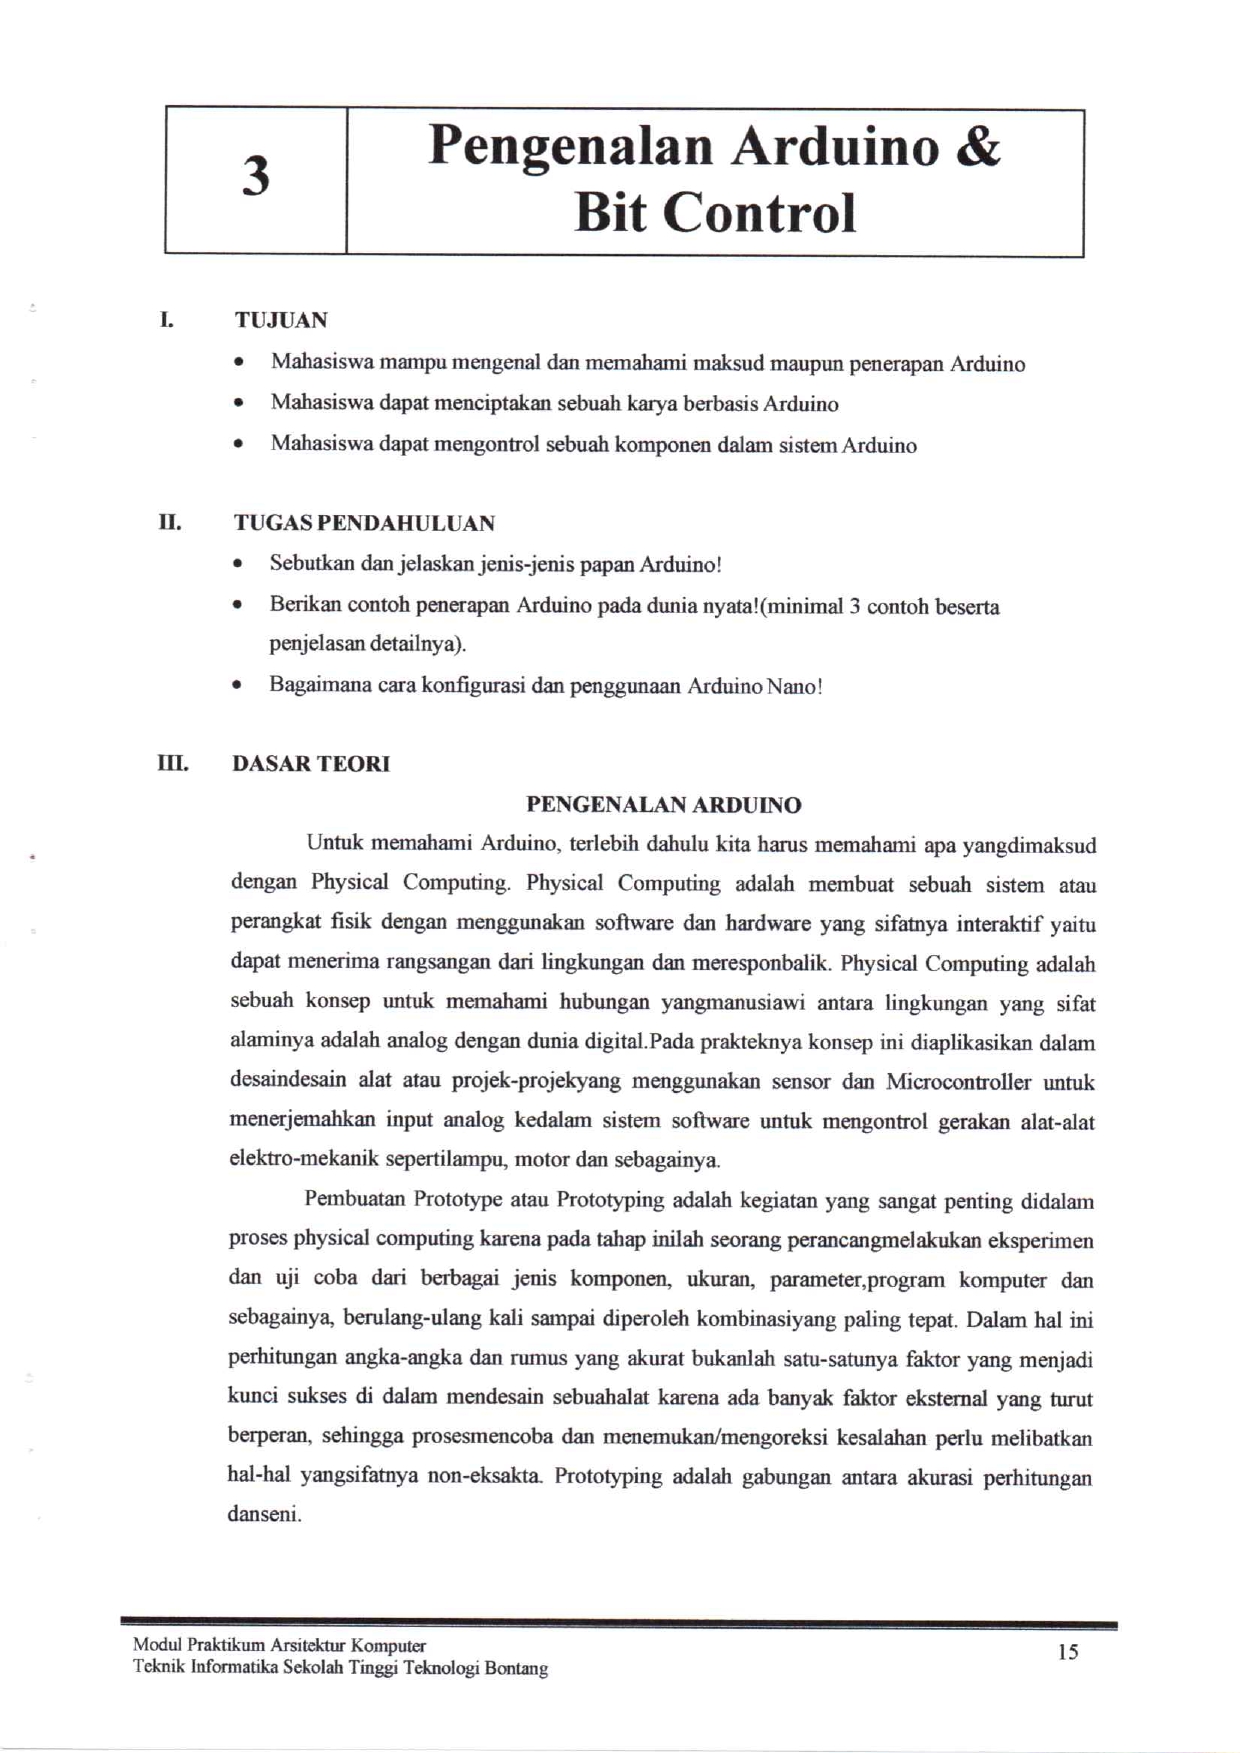 3
Pengenalan Arduino &
Bit Control
I. TUJUAN
• Mahasiswa mampu mengenal dan memahami maksud maupun penerapan Arduino
• Mahasiswa dapat menciptakan sebuah karya berbasis Arduino
• Mahasiswa dapat mengontrol sebuah komponen dalam sistem Arduino
II. TUGAS PENDAHULUAN
• Sebutkan dan jelaskan jenis-jenis papan Arduino!
• Berikan contoh penerapan Arduino pada dunia nyata!(minimal 3 contoh beserta
penjelasan detailnya).
• Bagaimana cara konfigurasi dan penggunaan Arduino Nano!
III. DASAR TEORI
PENGENALAN ARDUINO
Untuk memahami Arduino, terlebih dahulu kita harus memahami apa yangdimaksud
dengan Physical Computing. Physical Computing adalah membuat sebuah sistem atau
perangkat fisik dengan menggunakan software dan hardware yang sifatnya interaktif yaitu
dapat menerima rangsangan dari lingkungan dan meresponbalik. Physical Computing adalah
sebuah konsep untuk memahami hubungan yangmanusiawi antara lingkungan yang sifat
alaminya adalah analog dengan dunia digital.Pada prakteknya konsep ini diaplikasikan dalam
desaindesain alat atau projek-projekyang menggunakan sensor dan Microcontroller untuk
menerjemahkan input analog kedalam sistem software untuk mengontrol gerakan alat-alat
elektro-mekanik sepertilampu, motor dan sebagainya.
Pembuatan Prototype atau Prototyping adalah kegiatan yang sangat penting didalam
proses physical computing karena pada tahap inilah seorang perancangmelakukan eksperimen
dan uji coba dari berbagai jenis komponen, ukuran, parameter,program komputer dan
sebagainya, berulang-ulang kali sampai diperoleh kombinasiyang paling tepat. Dalam hal ini
perhitungan angka-angka dan rumus yang akurat bukanlah satu-satunya faktor yang menjadi
kunci sukses di dalam mendesain sebuahalat karena ada banyak faktor eksternal yang turut
berperan, sehingga prosesmencoba dan menemukan/mengoreksi kesalahan perlu melibatkan
hal-hal yangsifatnya non-eksakta. Prototyping adalah gabungan antara akurasi perhitungan
danseni.
Modul Praktikum Arsitektur Komputer
Teknik Informatika Sekolah Tinggi Teknologi Bontang
15